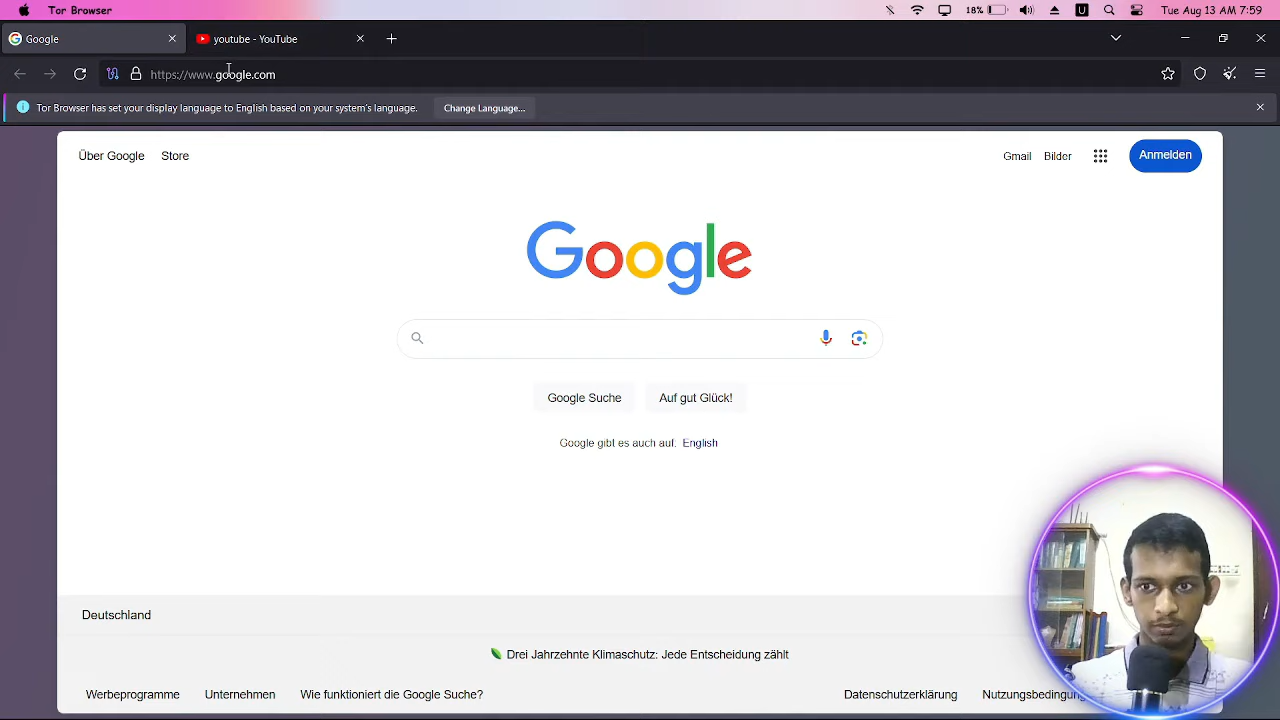 Tor Browser
18%
U
Tue Aug 13 AM 7:59
Google
youtube - YouTube
https://www.google.com
Tor Browser has set your display language to English based on your system's language.
Change Language...
Über Google
Store
Gmail
Bilder
Anmelden
Google
Google Suche
Auf gut Glück!
Google gibt es auch auf: English
Deutschland
Drei Jahrzehnte Klimaschutz: Jede Entscheidung zählt
Werbeprogramme
Unternehmen
Wie funktioniert die Google Suche?
Datenschutzerklärung